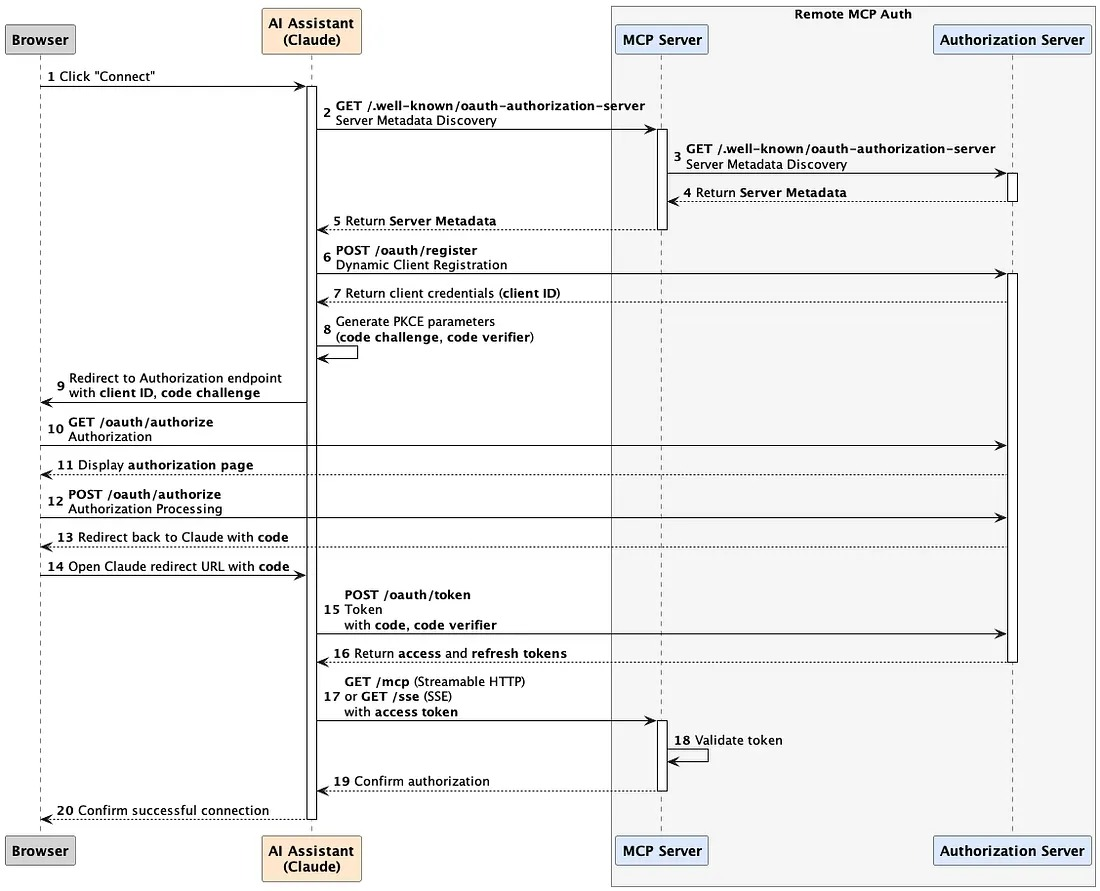 Remote MCP Auth
Browser
AI Assistant
(Claude)
MCP Server
Authorization Server
1 Click "Connect"
2 GET /.well-known/oauth-authorization-server
Server Metadata Discovery
3 GET /.well-known/oauth-authorization-server
Server Metadata Discovery
4 Return Server Metadata
5 Return Server Metadata
6 POST /oauth/register
Dynamic Client Registration
7 Return client credentials (client ID)
8 Generate PKCE parameters
(code challenge, code verifier)
9 Redirect to Authorization endpoint
with client ID, code challenge
10 GET /oauth/authorize
Authorization
11 Display authorization page
12 POST /oauth/authorize
Authorization Processing
13 Redirect back to Claude with code
14 Open Claude redirect URL with code
POST /oauth/token
15 Token
with code, code verifier
16 Return access and refresh tokens
GET /mcp (Streamable HTTP)
17 or GET /sse (SSE)
with access token
18 Validate token
19 Confirm authorization
20 Confirm successful connection
Browser
AI Assistant
(Claude)
MCP Server
Authorization Server